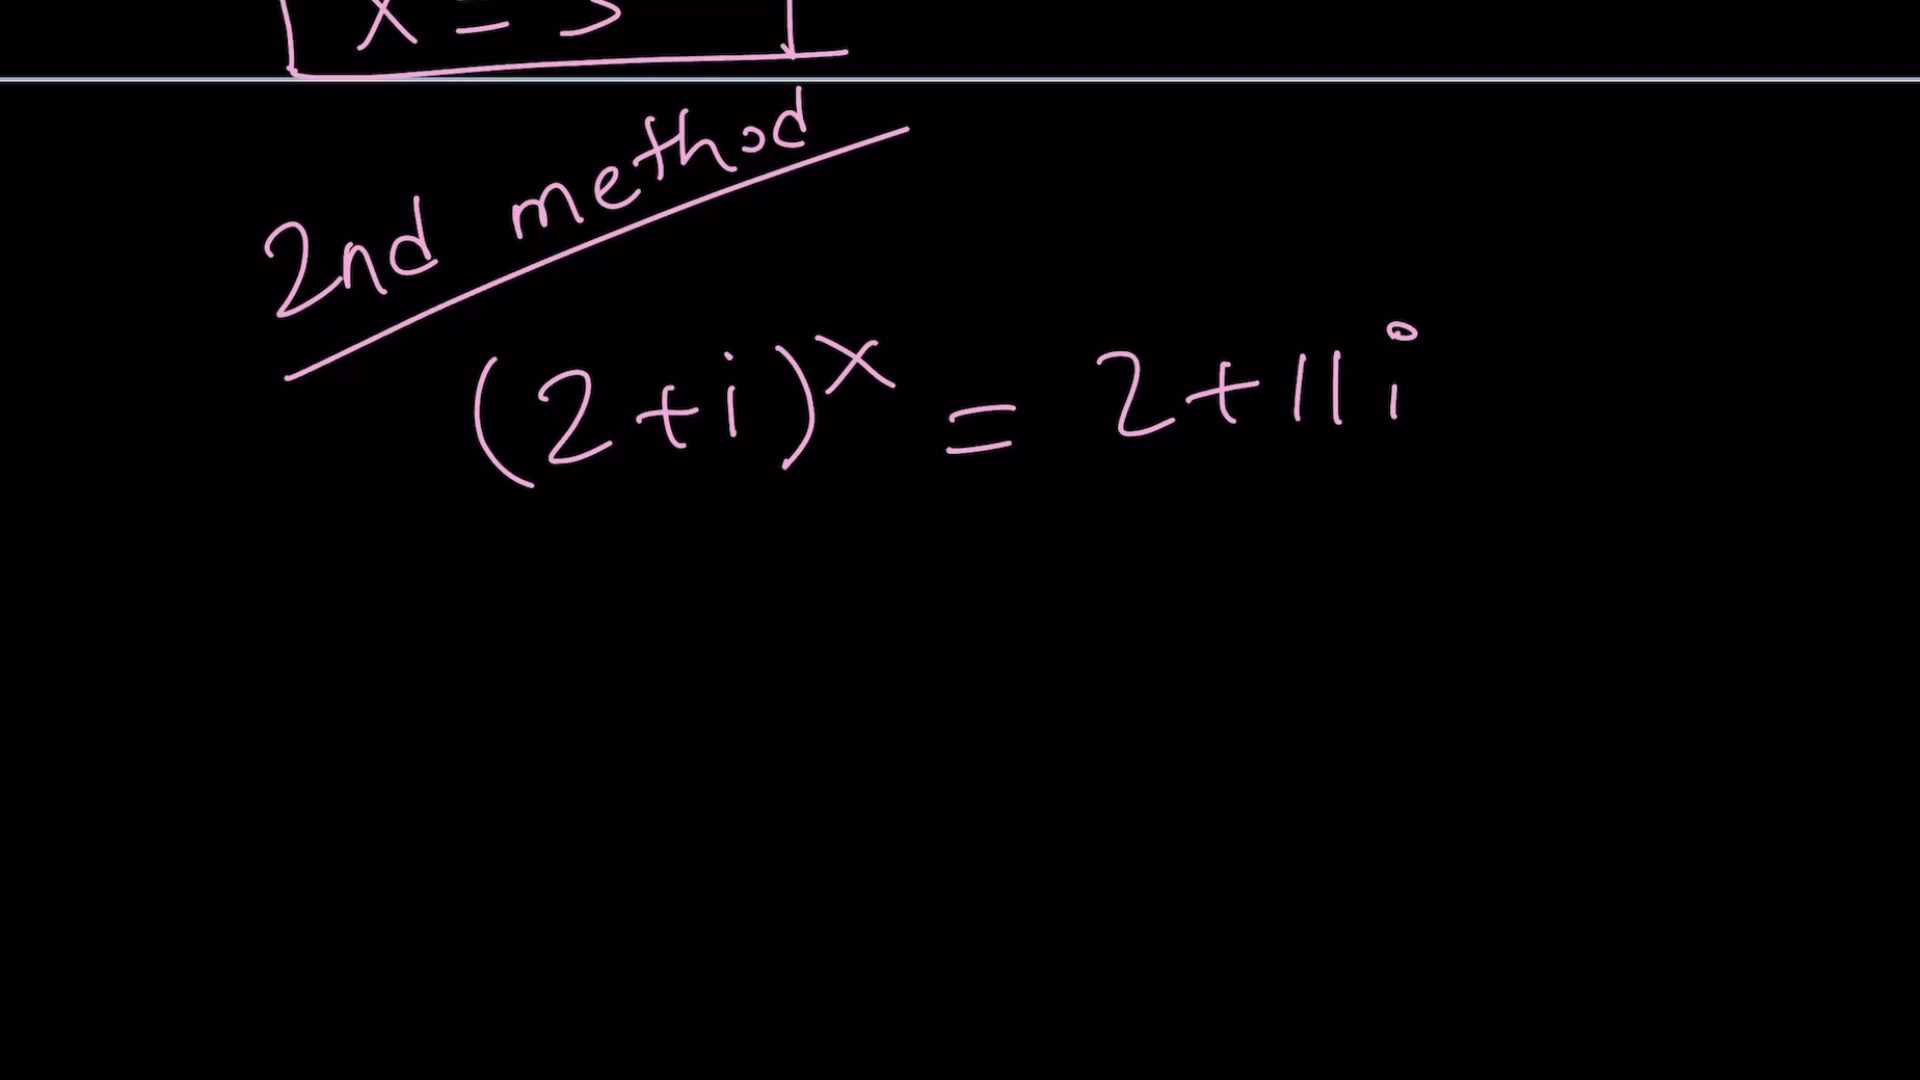 x = 3
2nd method
(2+i)^x = 2+11i